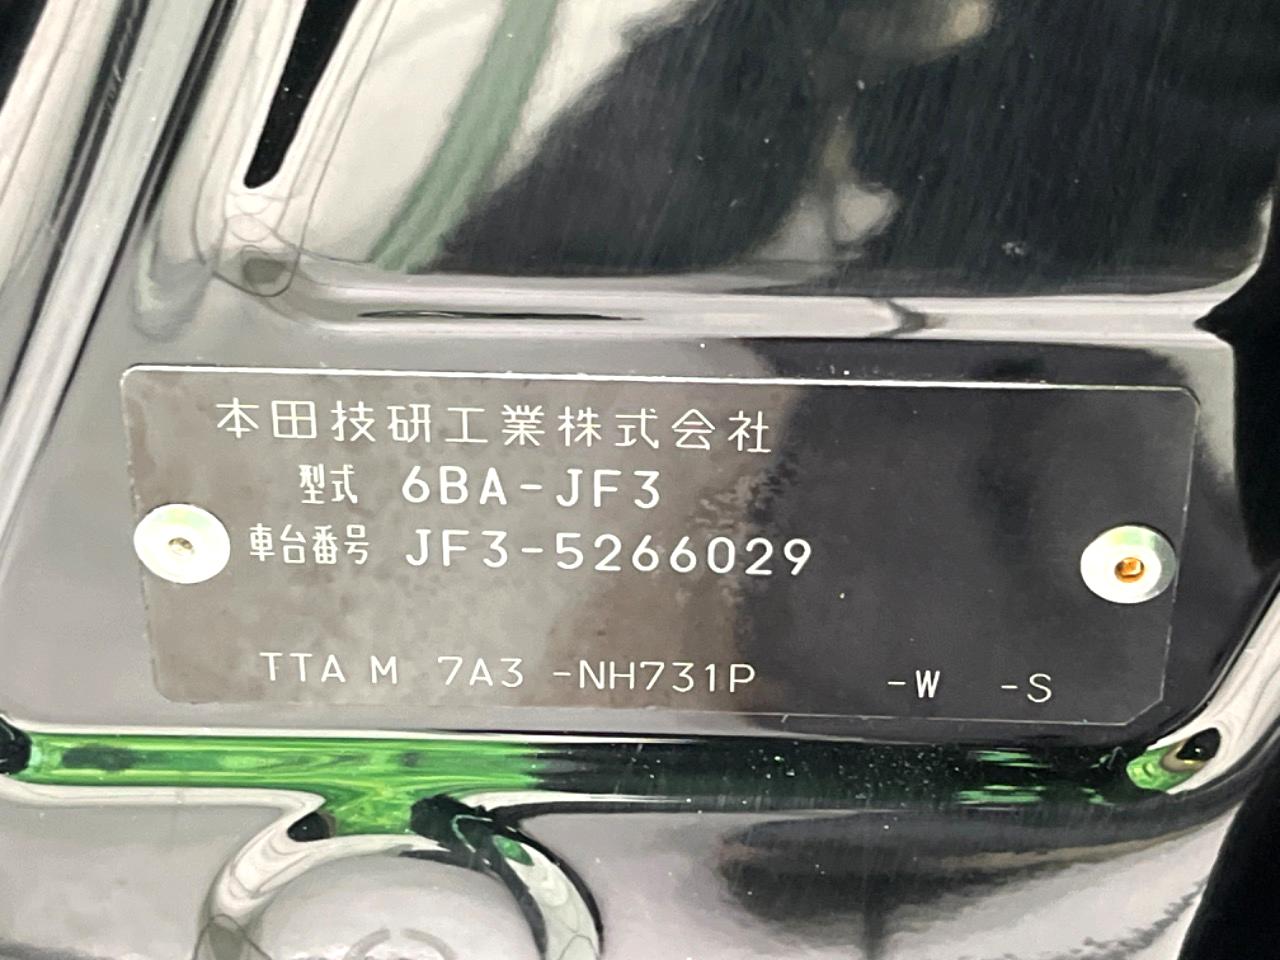 本田技研工業株式会社
型式 6BA-JF3
車台番号 JF3-5266029
TTA M 7A3 -NH731P -W -S